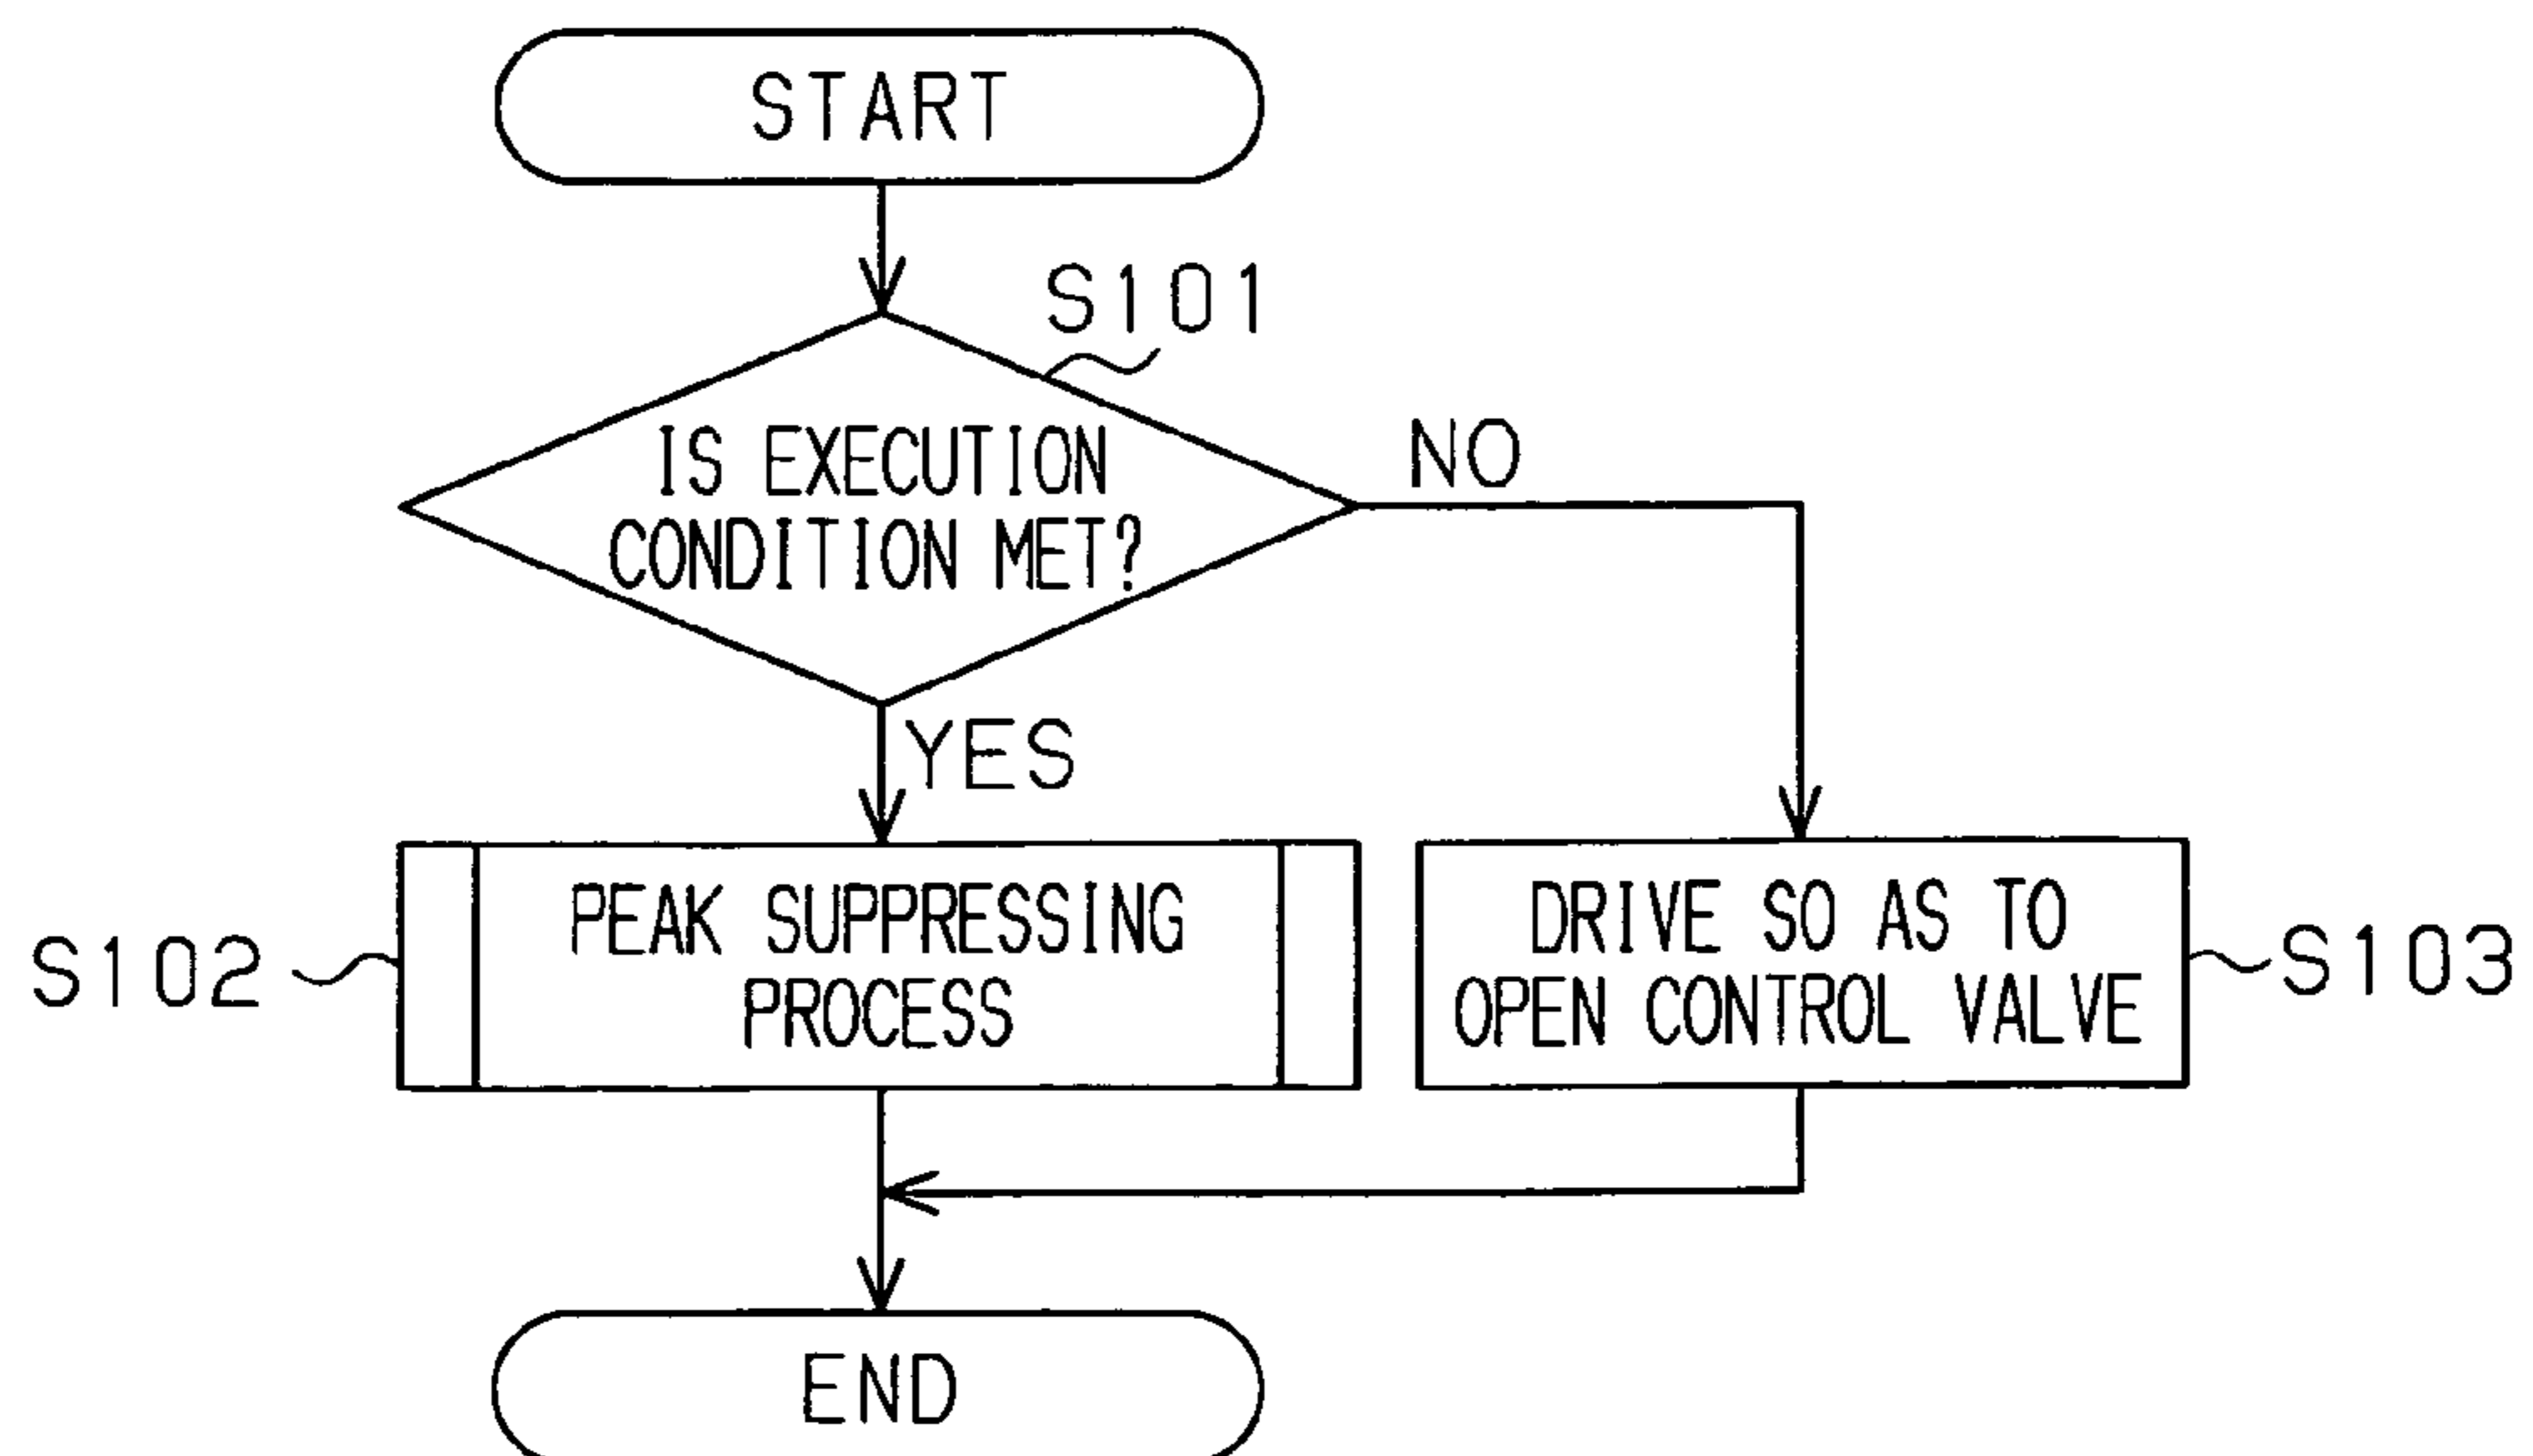 START
S101
IS EXECUTION
CONDITION MET?
NO
YES
S102
PEAK SUPPRESSING
PROCESS
DRIVE SO AS TO
OPEN CONTROL VALVE
S103
END